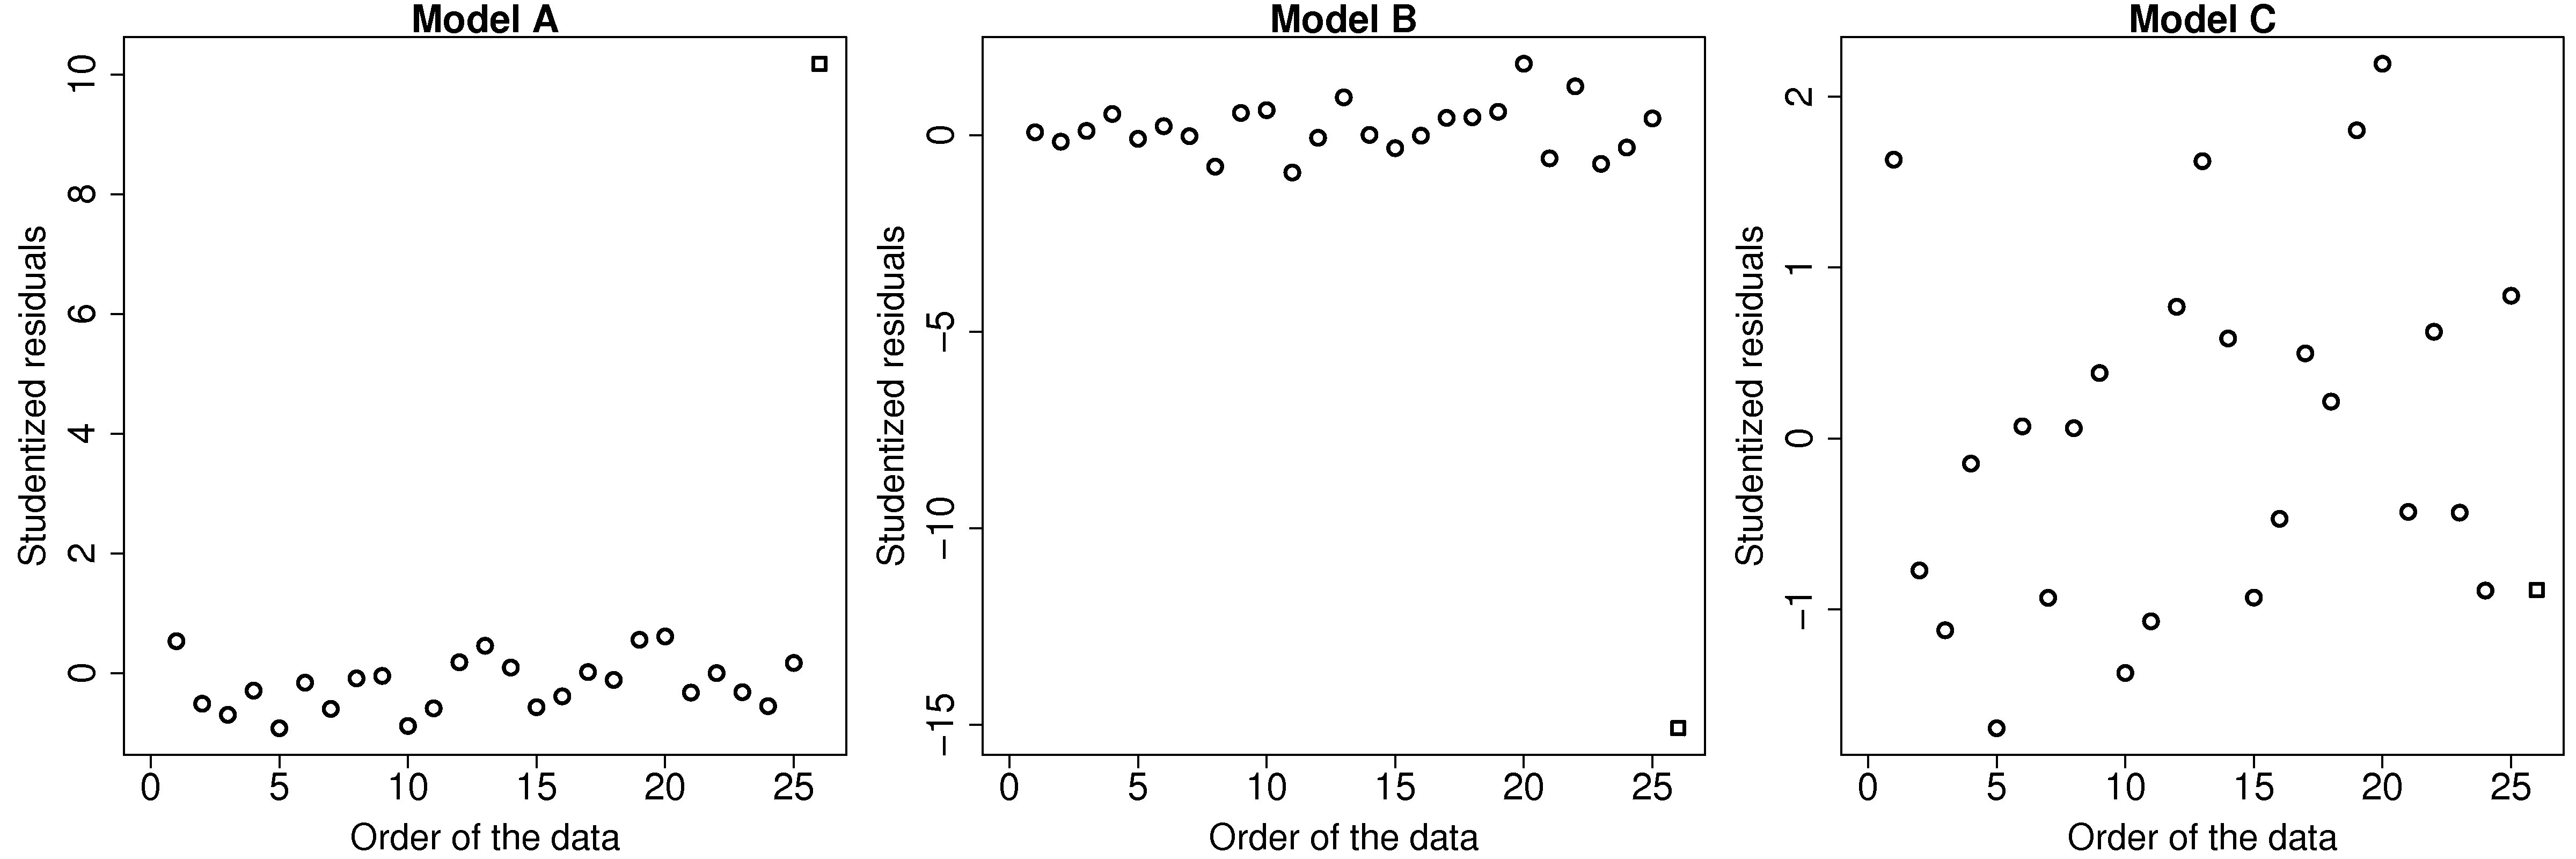 Model A
Studentized residuals
10
8
6
4
2
0
0 5 10 15 20 25
Order of the data
Model B
Studentized residuals
0
−5
−10
−15
0 5 10 15 20 25
Order of the data
Model C
Studentized residuals
2
1
0
−1
0 5 10 15 20 25
Order of the data